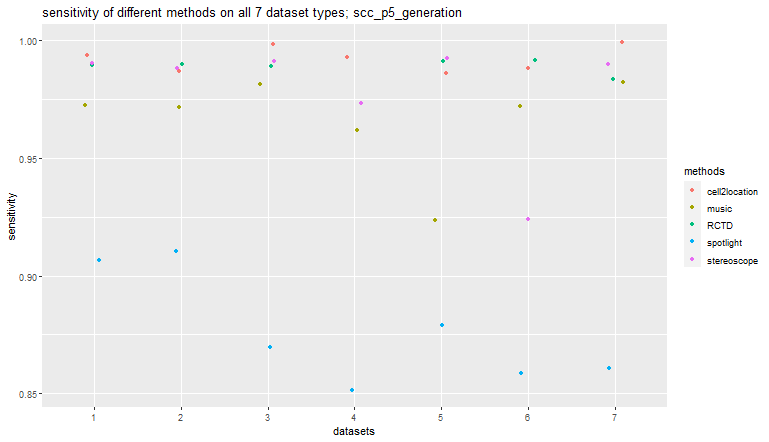 sensitivity of different methods on all 7 dataset types; scc_p5_generation
1.00
0.95
0.90
0.85
sensitivity
1 2 3 4 5 6 7
datasets
methods
cell2location
music
RCTD
spotlight
stereoscope